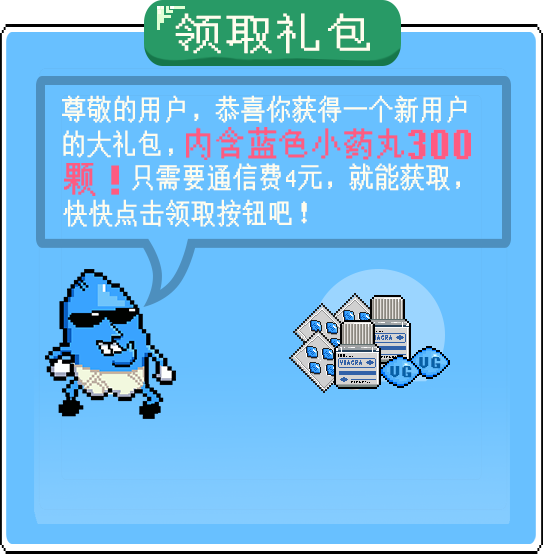 领取礼包
尊敬的用户，恭喜你获得一个新用户
的大礼包，内含蓝色小药丸300
颗！只需要通信费4元，就能获取，
快快点击领取按钮吧！
VIAGRA
VG
VG